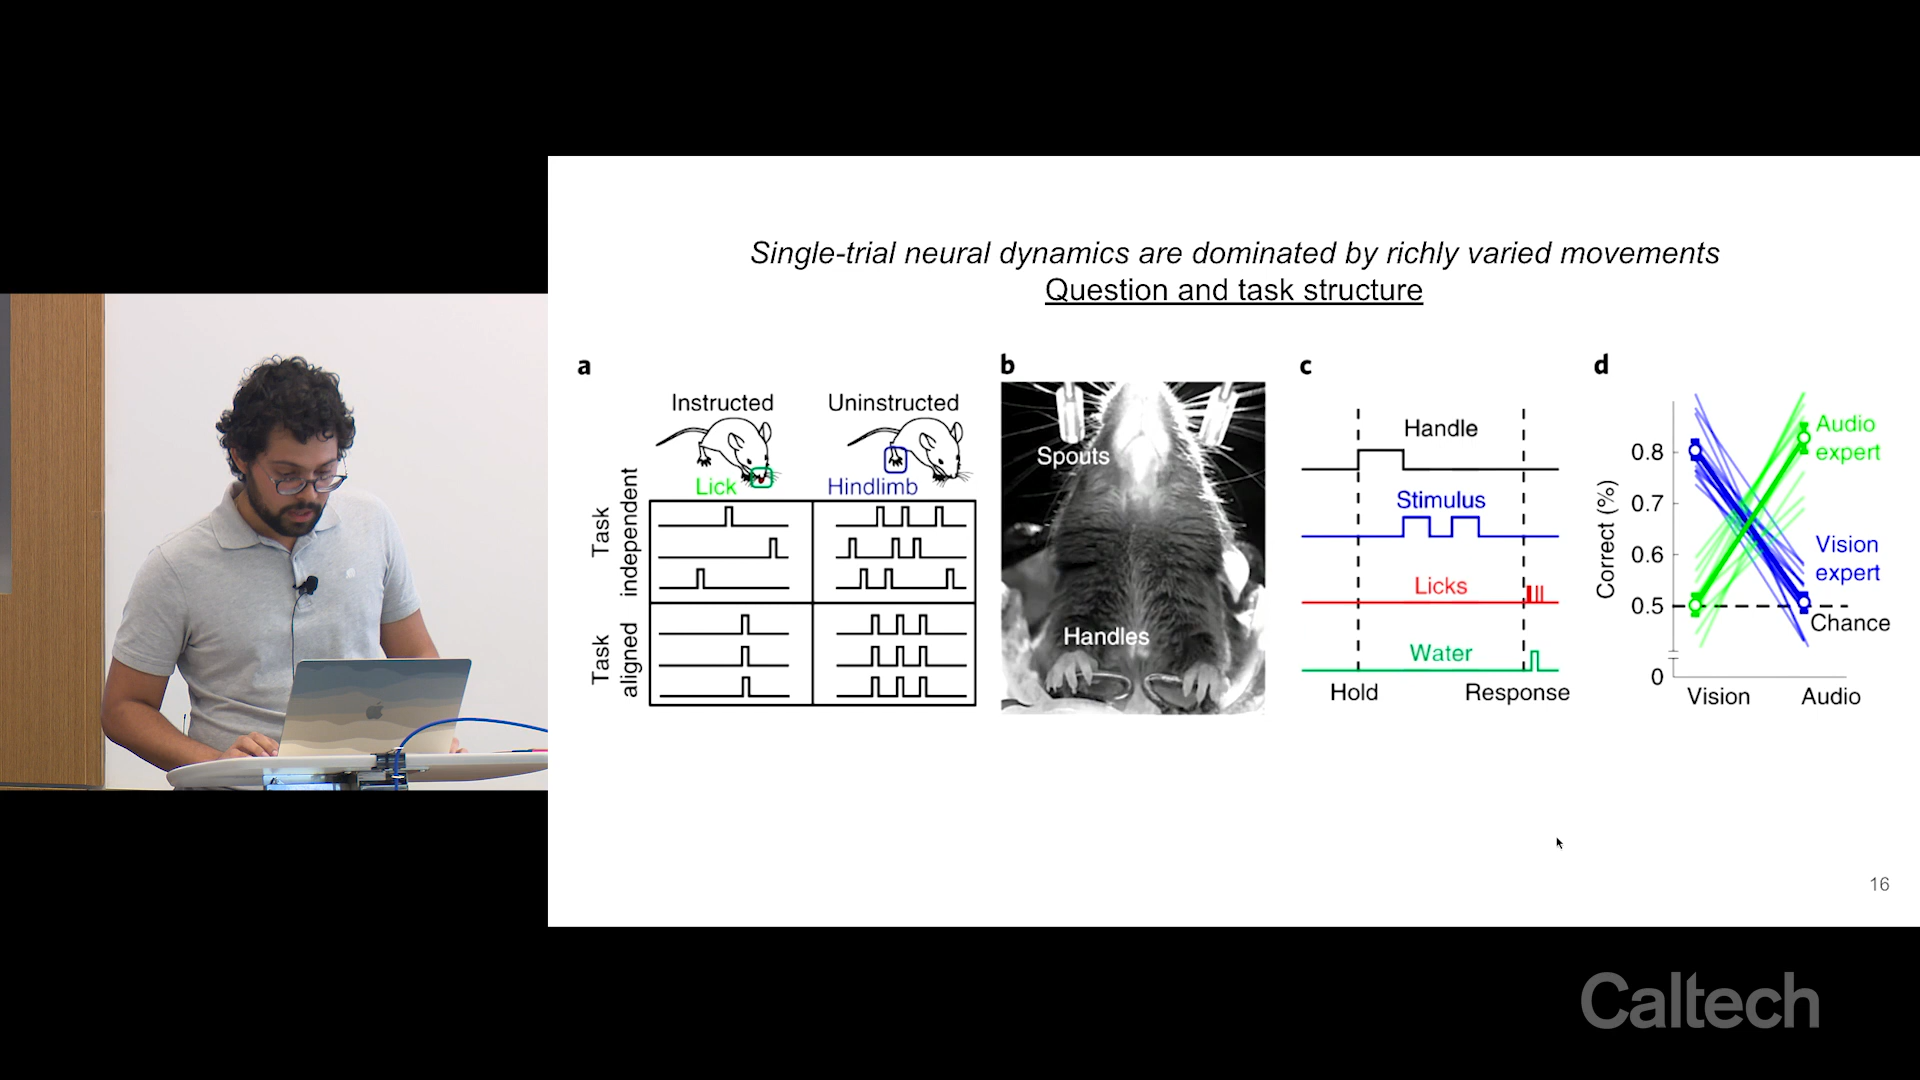 Single-trial neural dynamics are dominated by richly varied movements
Question and task structure
a
Instructed
Uninstructed
Lick
Hindlimb
Task
independent
Task
aligned
b
Spouts
Handles
c
Handle
Stimulus
Licks
Water
Hold
Response
d
Correct (%)
0.8
0.7
0.6
0.5
0
Audio
expert
Vision
expert
Chance
Vision
Audio
16
Caltech